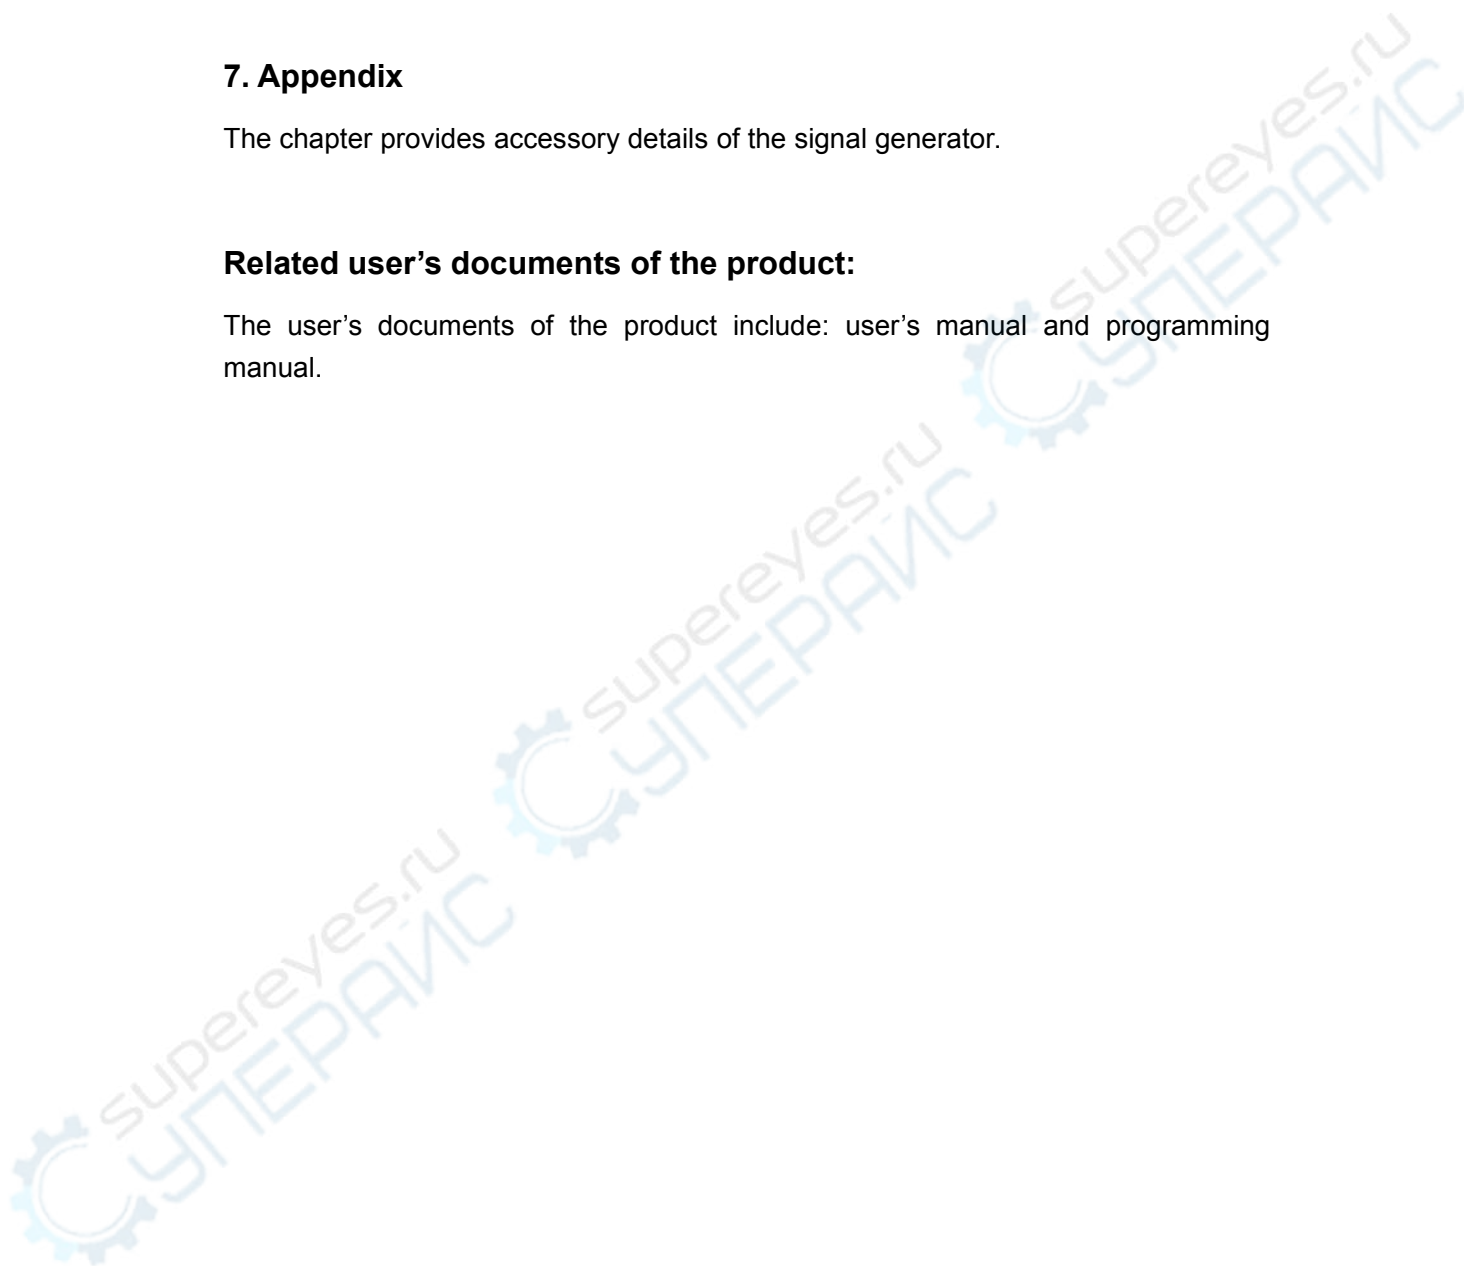 7. Appendix
The chapter provides accessory details of the signal generator.
Related user’s documents of the product:
The user’s documents of the product include: user’s manual and programming
manual.
supereyes.ru
СУПЕРАЙС
supereyes.ru
СУПЕРАЙС
supereyes.ru
СУПЕРАЙС